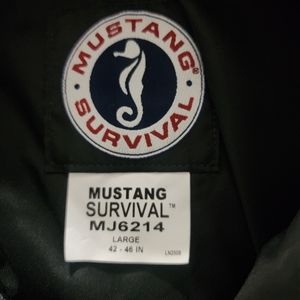 MUSTANG
SURVIVAL
®
MUSTANG
SURVIVAL™
MJ6214
LARGE
42 - 46 IN